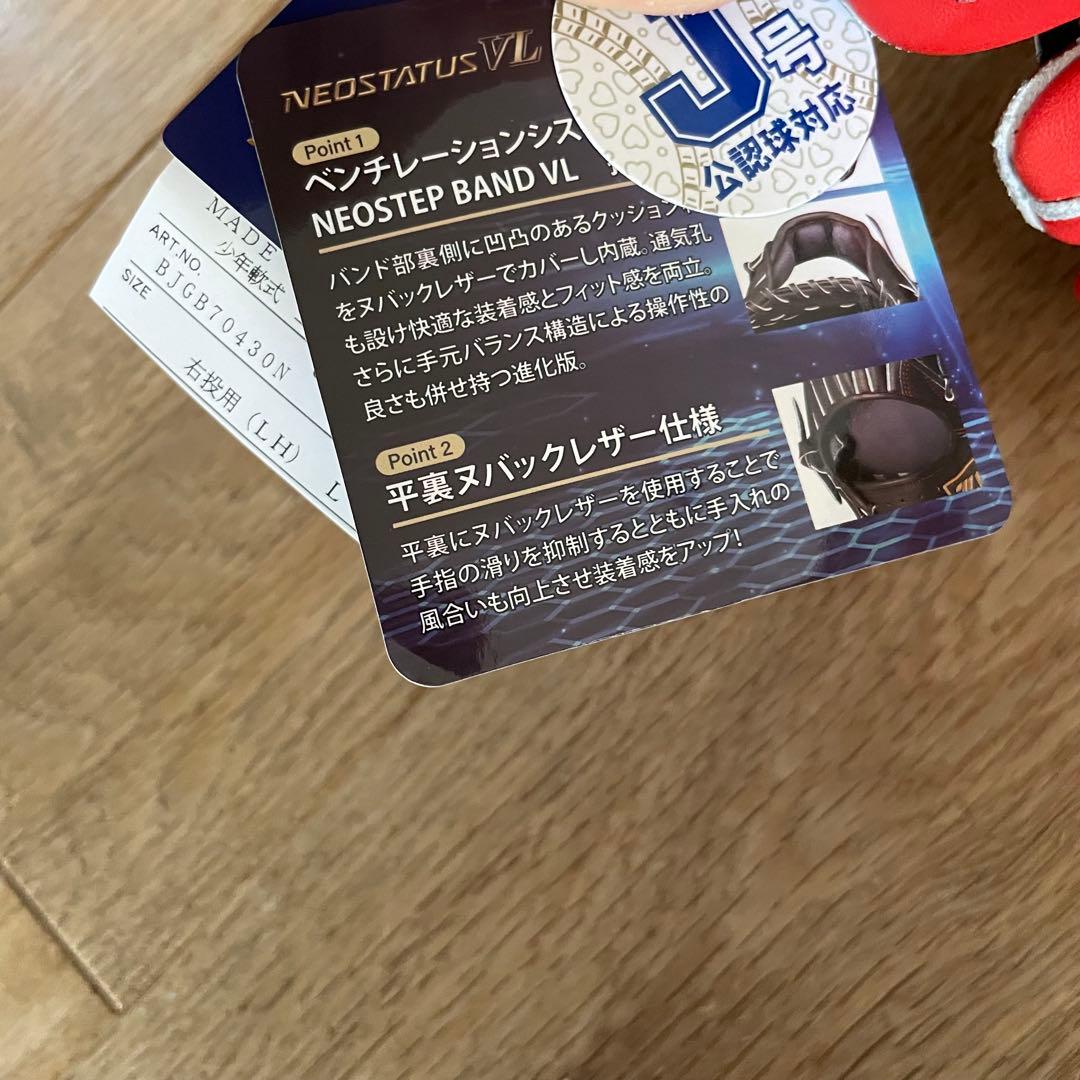 NEOSTATUS VL
Point 1
ベンチレーションシス
NEOSTEP BAND VL
バンド部裏側に凹凸のあるクッション
をヌバックレザーでカバーし内蔵。通気孔
も設け快適な装着感とフィット感を両立。
さらに手元バランス構造による操作性の
良さも併せ持つ進化版。
Point 2
平裏ヌバックレザー仕様
平裏にヌバックレザーを使用することで
手指の滑りを抑制するとともに手入れの
風合いも向上させ装着感をアップ!
J号
公認球対応
MADE
少年軟式
ART.NO.
BJGB70430N
SIZE
右投用(LH) L